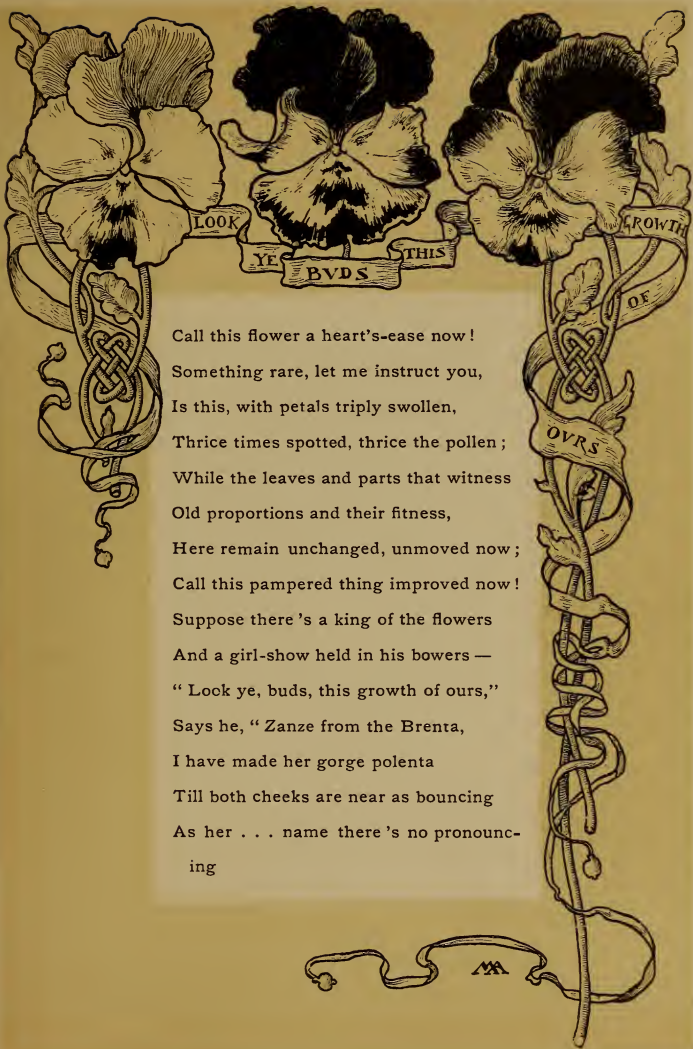 LOOK
YE
BVDS
THIS
GROWTH
OF
OVRS
Call this flower a heart's-ease now!
Something rare, let me instruct you,
Is this, with petals triply swollen,
Thrice times spotted, thrice the pollen;
While the leaves and parts that witness
Old proportions and their fitness,
Here remain unchanged, unmoved now;
Call this pampered thing improved now!
Suppose there's a king of the flowers
And a girl-show held in his bowers —
“ Look ye, buds, this growth of ours,”
Says he, “ Zanze from the Brenta,
I have made her gorge polenta
Till both cheeks are near as bouncing
As her . . . name there's no pronounc-
ing